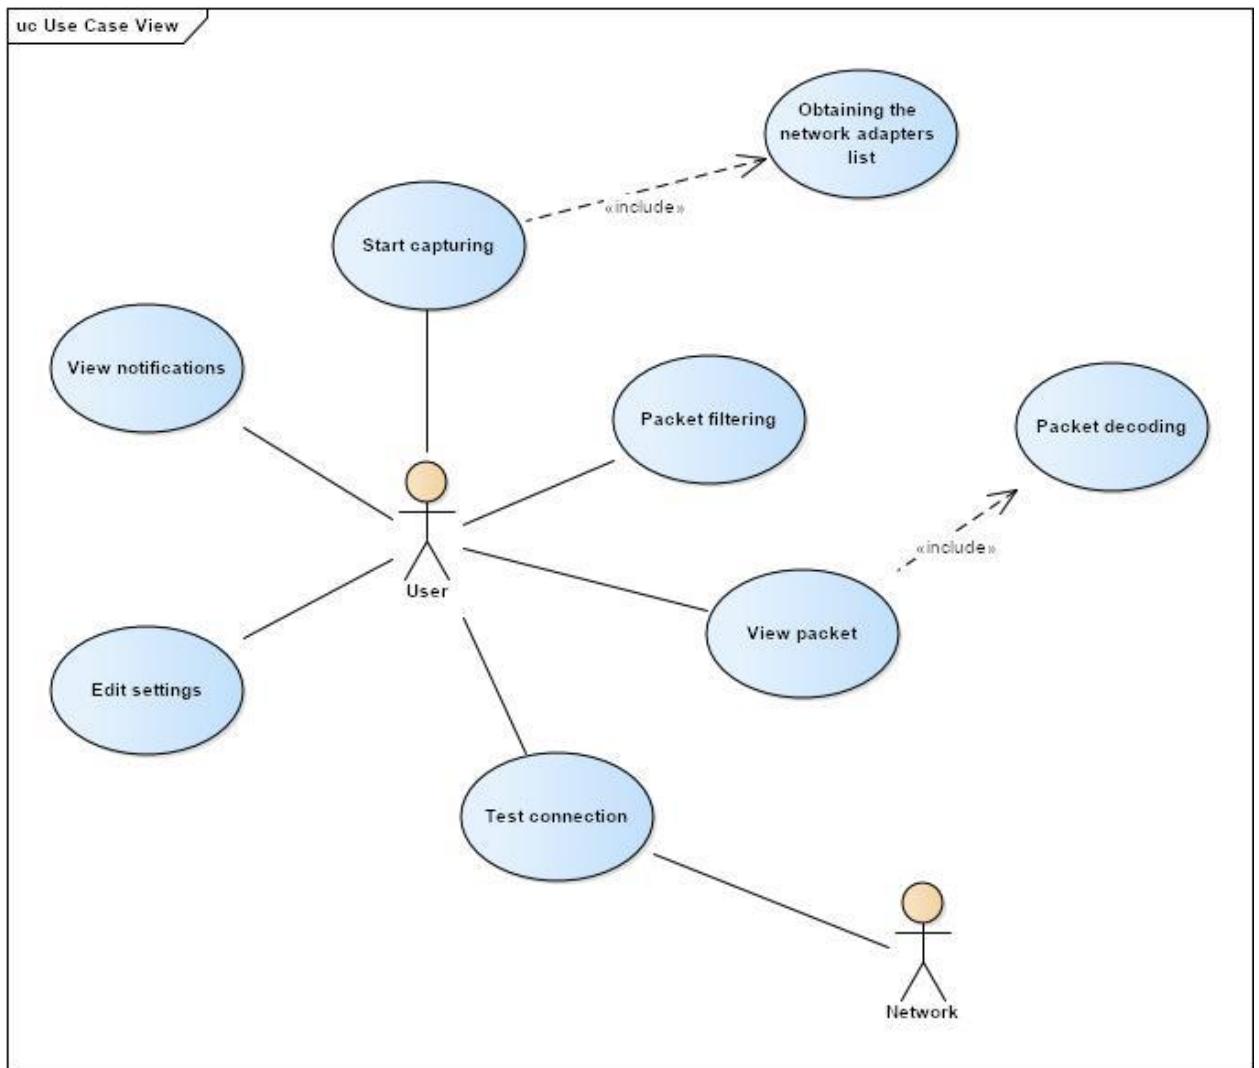 uc Use Case View
Obtaining the
network adapters
list
«include»
Start capturing
View notifications
Packet filtering
Packet decoding
«include»
User
View packet
Edit settings
Test connection
Network